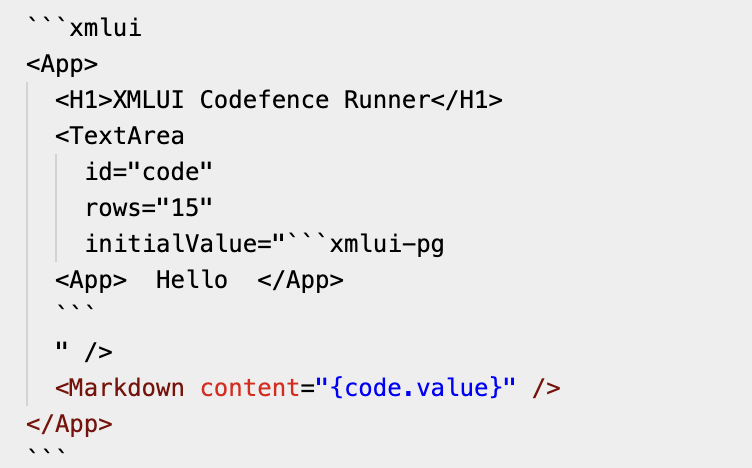 ```xmlui
<App>
  <H1>XMLUI Codefence Runner</H1>
  <TextArea
    id="code"
    rows="15"
    initialValue="```xmlui-pg
  <App>  Hello  </App>
  ```
  " />
  <Markdown content="{code.value}" />
</App>
```